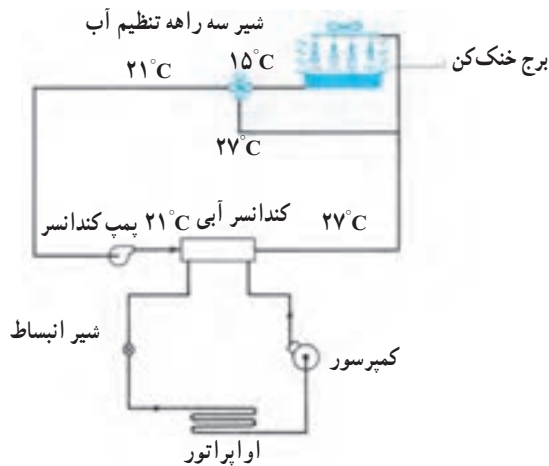 شیر سه راهه تنظیم آب
برج خنک‌کن
۱۵°C
۲۱°C
۲۷°C
کندانسر آبی
۲۷°C
۲۱°C
پمپ کندانسر
شیر انبساط
کمپرسور
اواپراتور